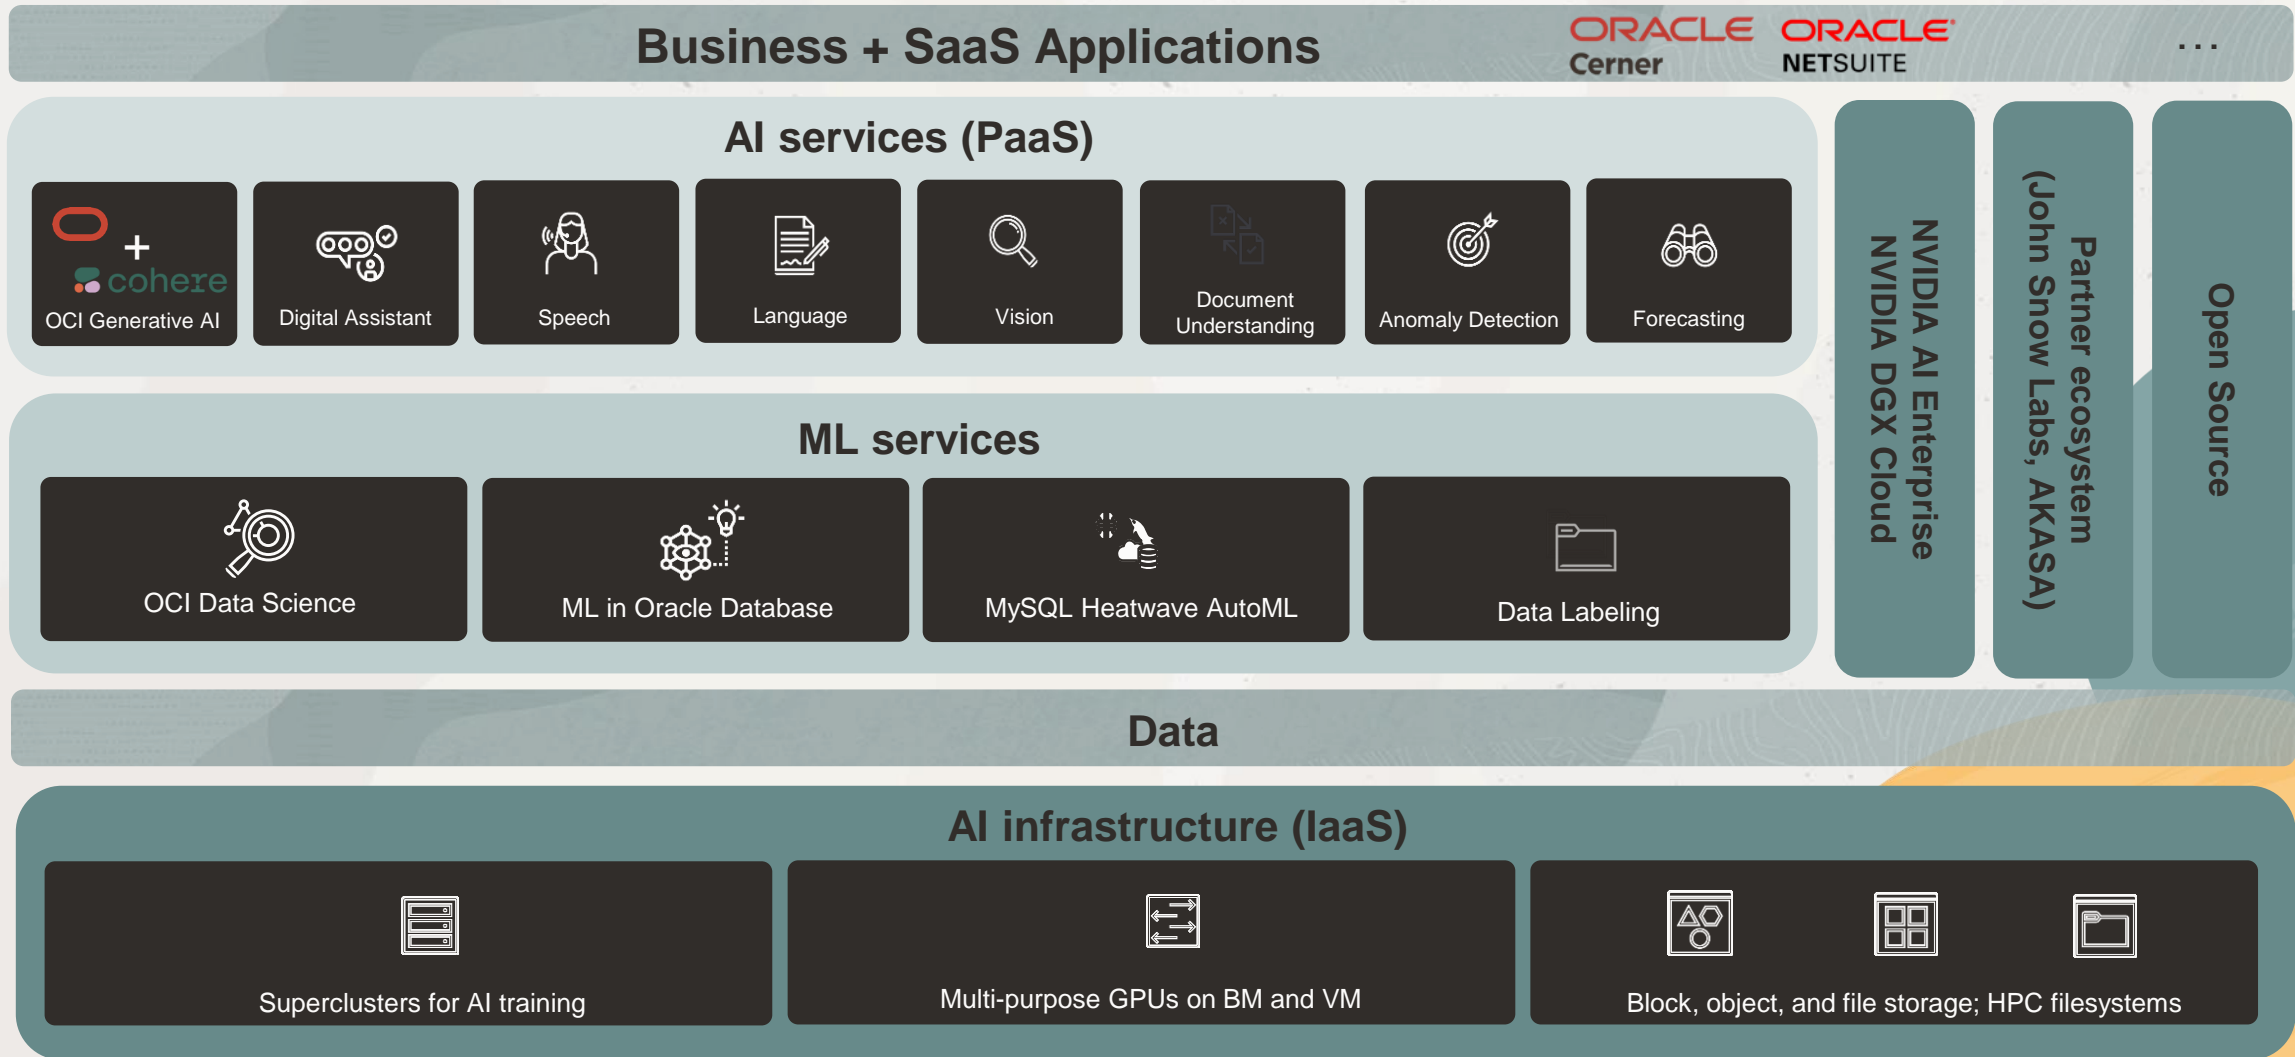 Business + SaaS Applications
ORACLE
Cerner
ORACLE
NETSUITE
...
AI services (PaaS)
+
cohere
OCI Generative AI
Digital Assistant
Speech
Language
Vision
Document
Understanding
Anomaly Detection
Forecasting
ML services
OCI Data Science
ML in Oracle Database
MySQL Heatwave AutoML
Data Labeling
NVIDIA AI Enterprise
NVIDIA DGX Cloud
Partner ecosystem
(John Snow Labs, AKASA)
Open Source
Data
AI infrastructure (IaaS)
Superclusters for AI training
Multi-purpose GPUs on BM and VM
Block, object, and file storage; HPC filesystems